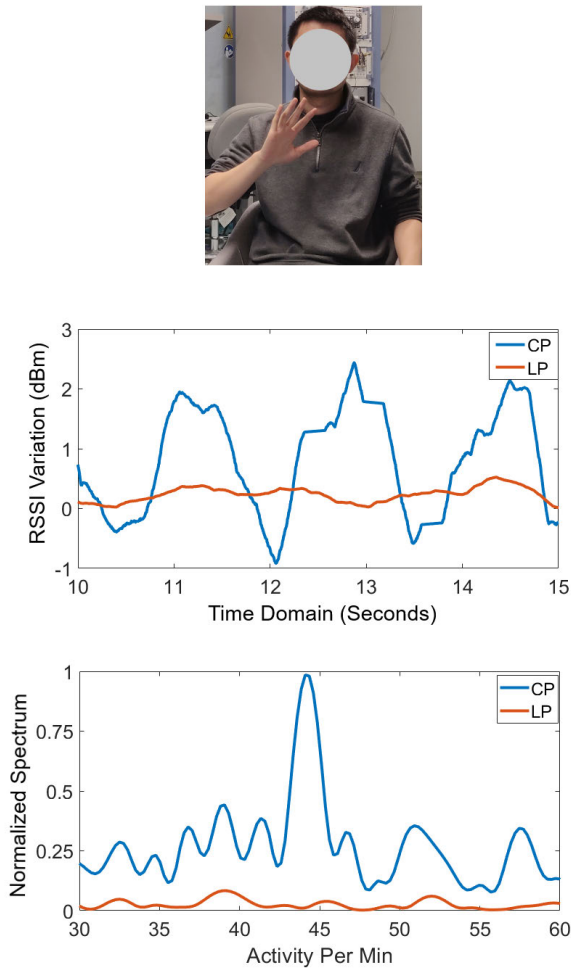 3
2
1
0
-1
RSSI Variation (dBm)
CP
LP
10
11
12
13
14
15
Time Domain (Seconds)
1
0.75
0.5
0.25
0
Normalized Spectrum
CP
LP
30
35
40
45
50
55
60
Activity Per Min